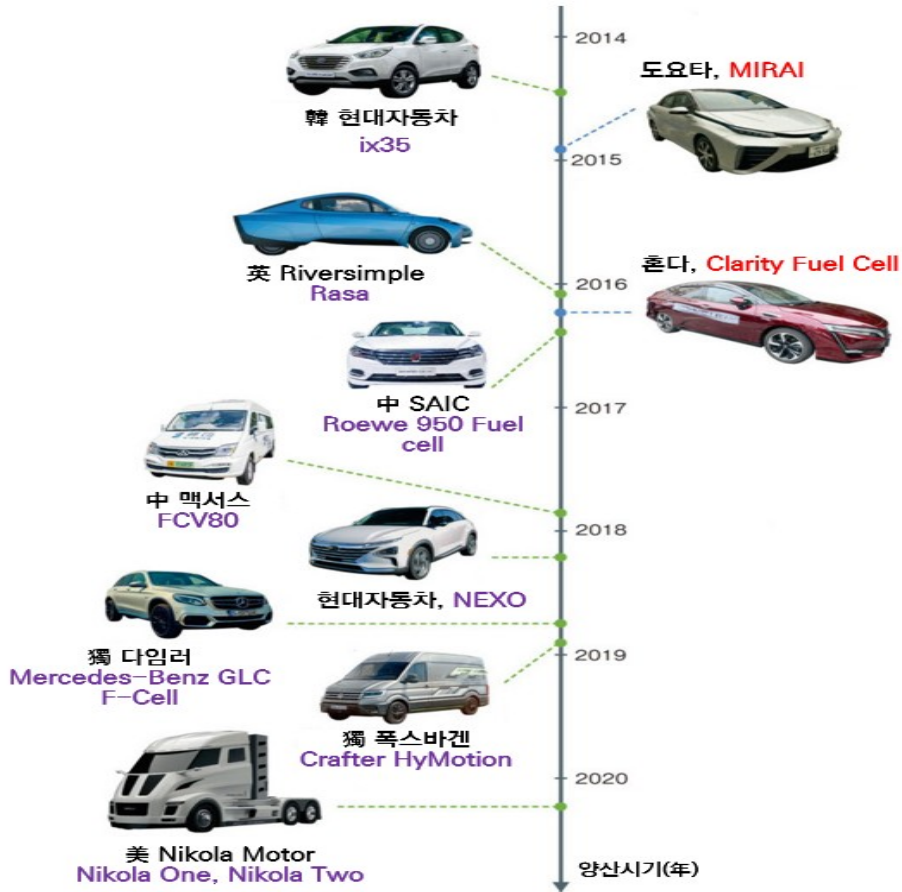 2014
도요타, MIRAI
韓 현대자동차
ix35
2015
英 Riversimple
Rasa
혼다, Clarity Fuel Cell
2016
中 SAIC
Roewe 950 Fuel
cell
2017
中 맥서스
FCV80
2018
현대자동차, NEXO
獨 다임러
Mercedes-Benz GLC
F-Cell
2019
獨 폭스바겐
Crafter HyMotion
2020
美 Nikola Motor
Nikola One, Nikola Two
양산시기(年)